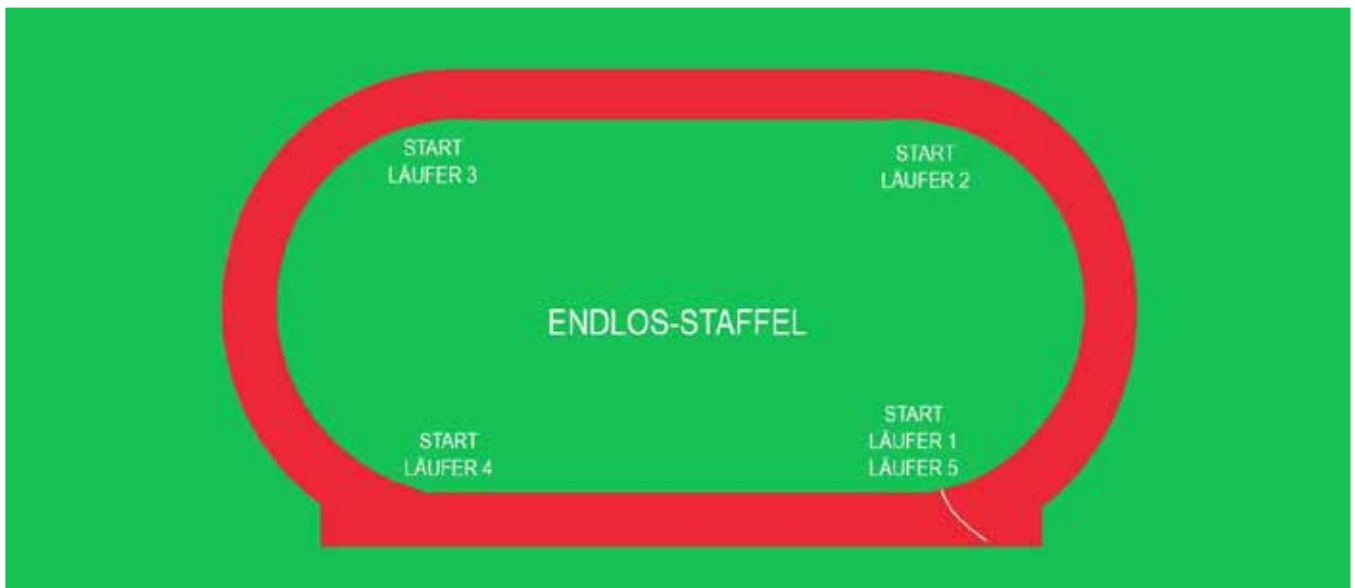 START
LÄUFER 3
START
LÄUFER 2
ENDLOS-STAFFEL
START
LÄUFER 4
START
LÄUFER 1
LÄUFER 5